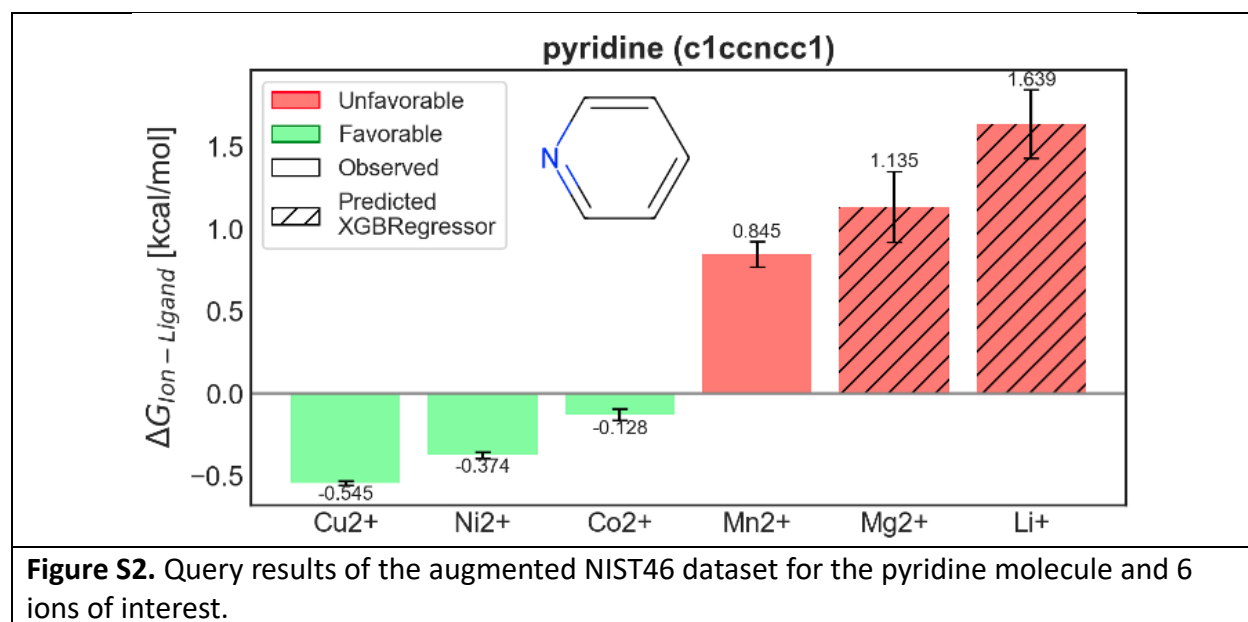 pyridine (c1ccncc1)
Unfavorable
Favorable
Observed
Predicted
XGBRegressor
N
ΔG Ion − Ligand [kcal/mol]
1.5
1.0
0.5
0.0
−0.5
-0.545
-0.374
-0.128
0.845
1.135
1.639
Cu2+ Ni2+ Co2+ Mn2+ Mg2+ Li+
Figure S2. Query results of the augmented NIST46 dataset for the pyridine molecule and 6
ions of interest.